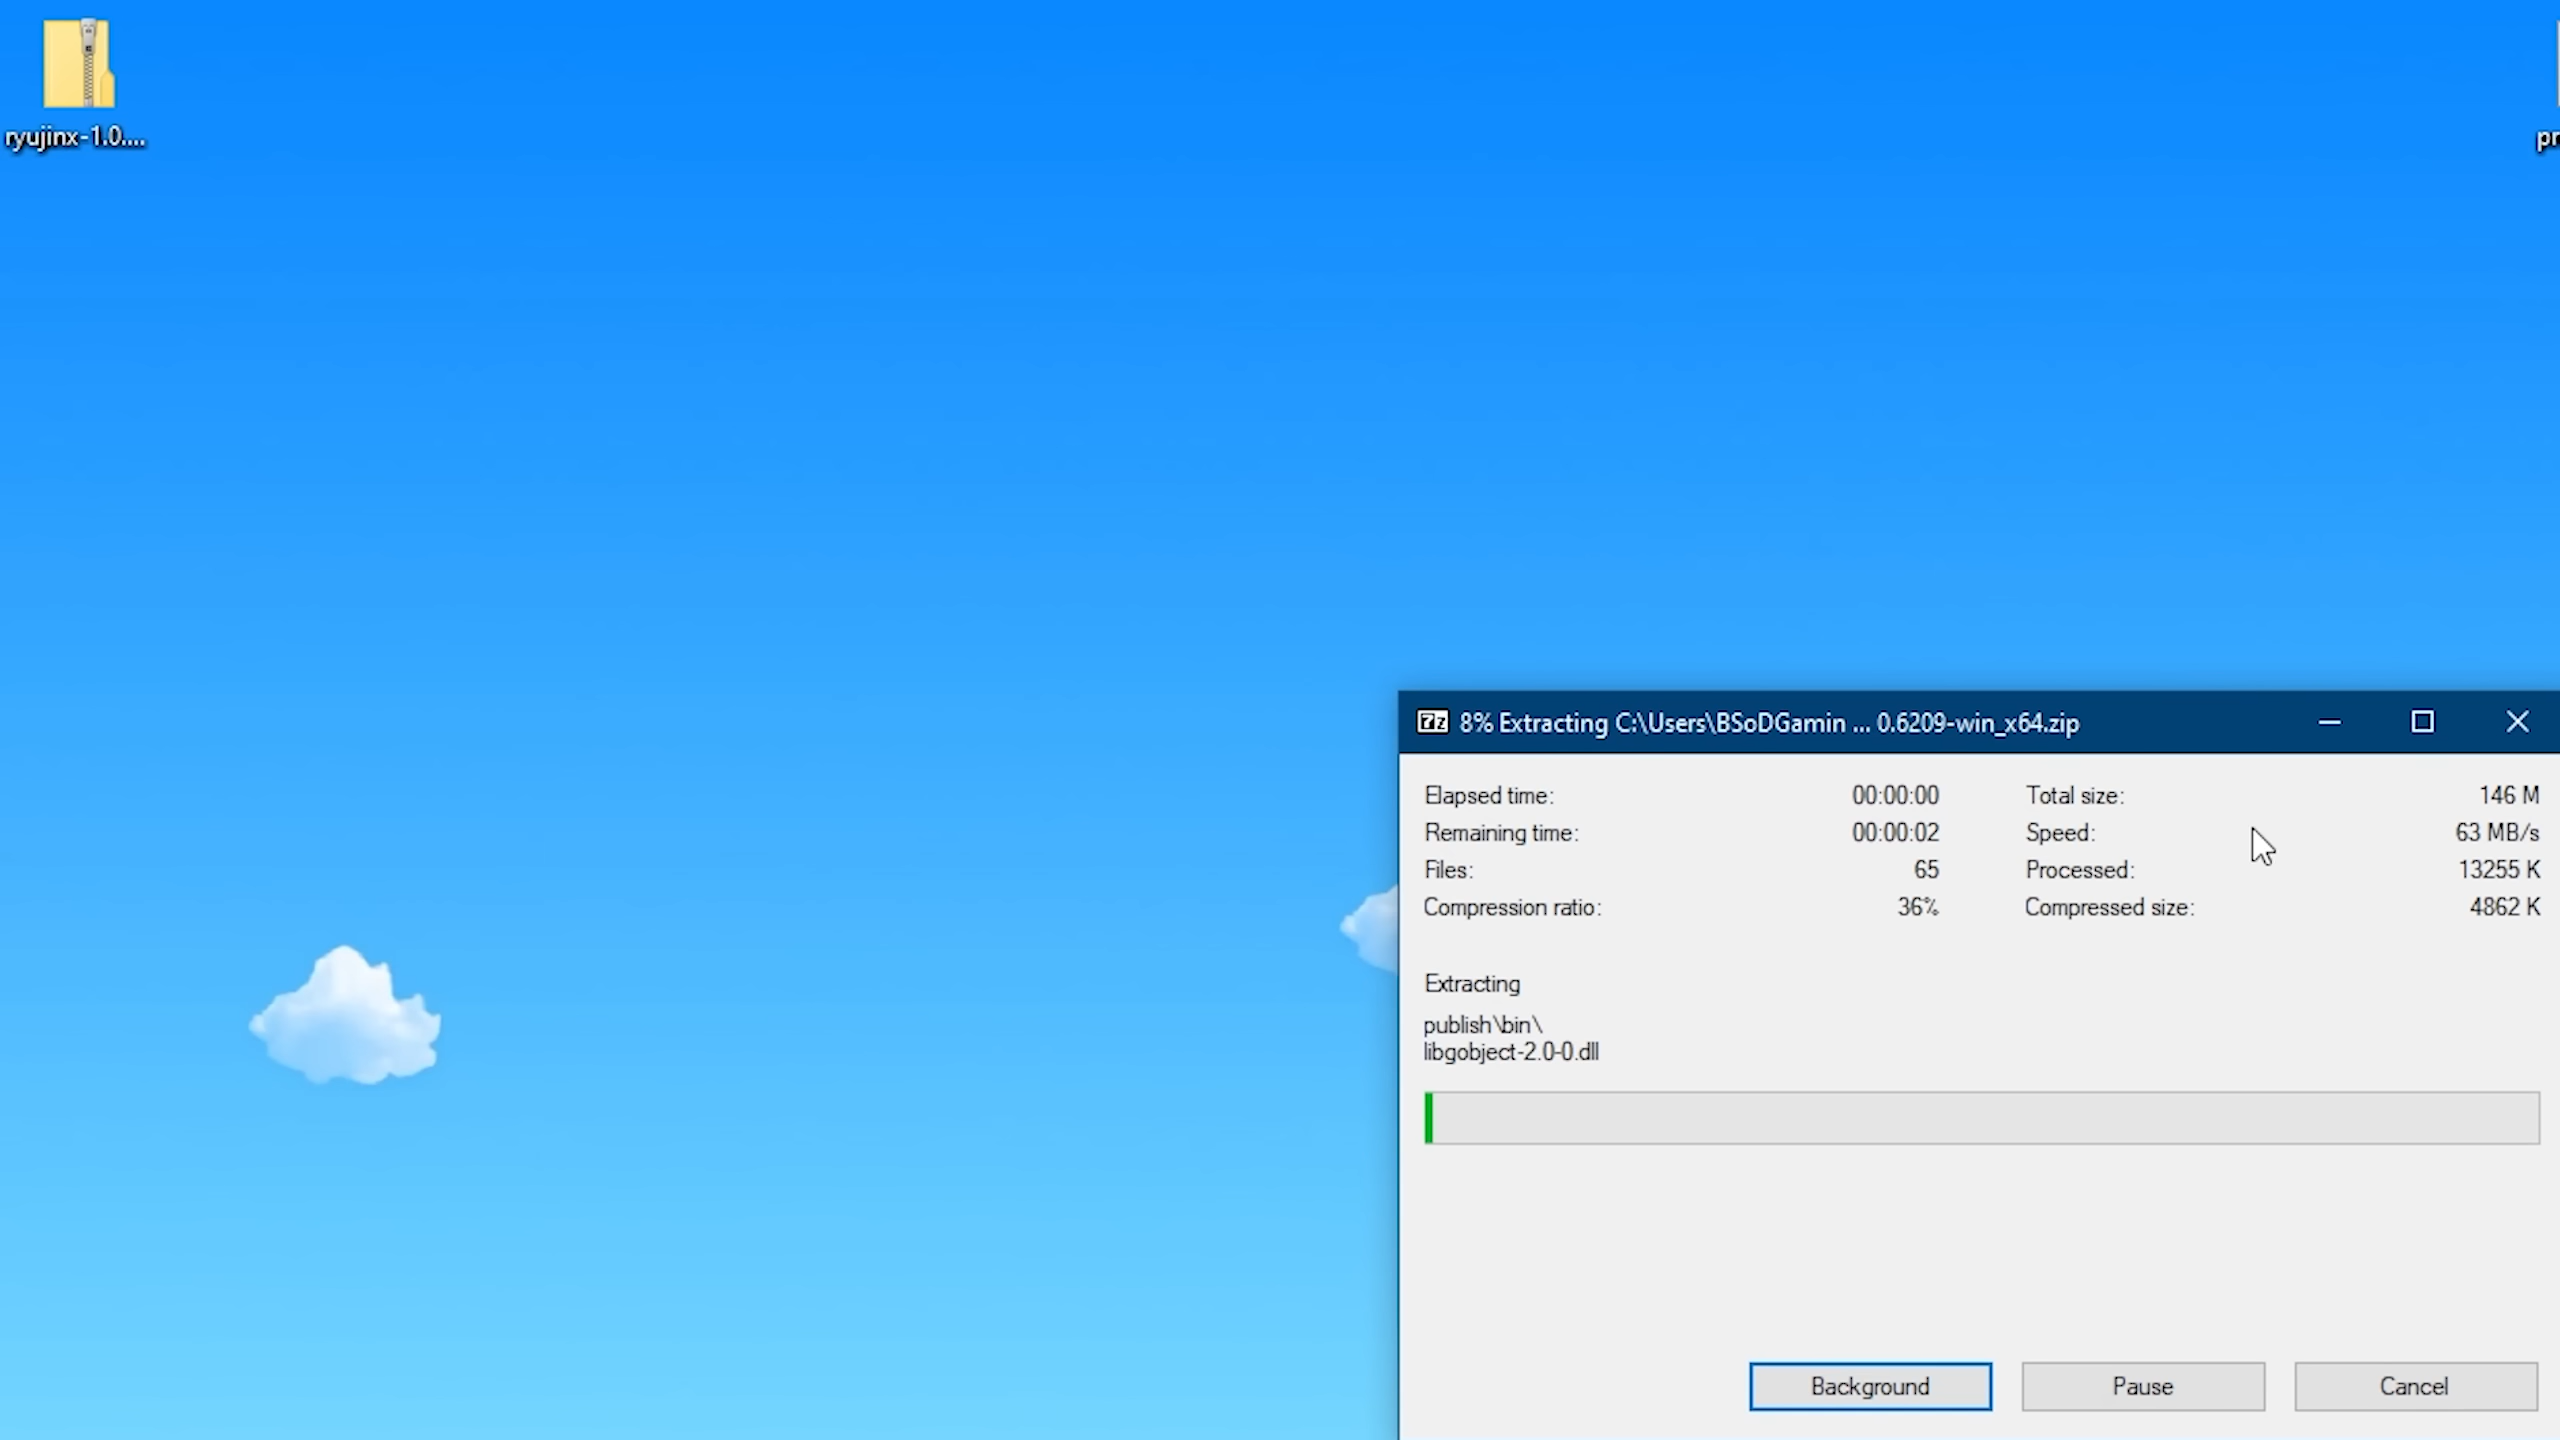 ryujinx-1.0....
pr
7z 8% Extracting C:\Users\BSoDGamin ... 0.6209-win_x64.zip
Elapsed time: 00:00:00 Total size: 146 M
Remaining time: 00:00:02 Speed: 63 MB/s
Files: 65 Processed: 13255 K
Compression ratio: 36% Compressed size: 4862 K
Extracting
publish\bin\
libgobject-2.0-0.dll
Background Pause Cancel